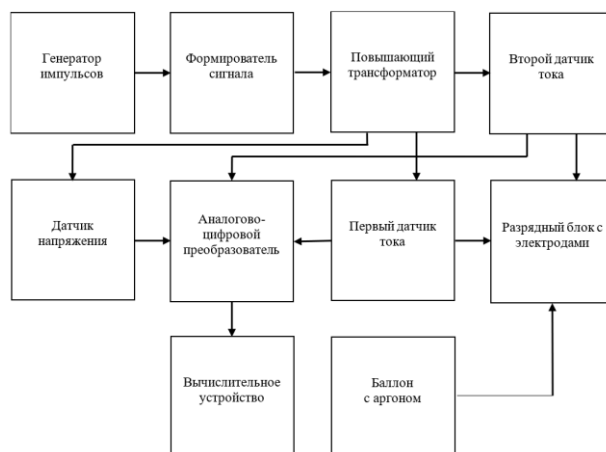 Генератор
импульсов
Формирователь
сигнала
Повышающий
трансформатор
Второй датчик
тока
Датчик
напряжения
Аналогово-
цифровой
преобразователь
Первый датчик
тока
Разрядный блок с
электродами
Вычислительное
устройство
Баллон
с аргоном